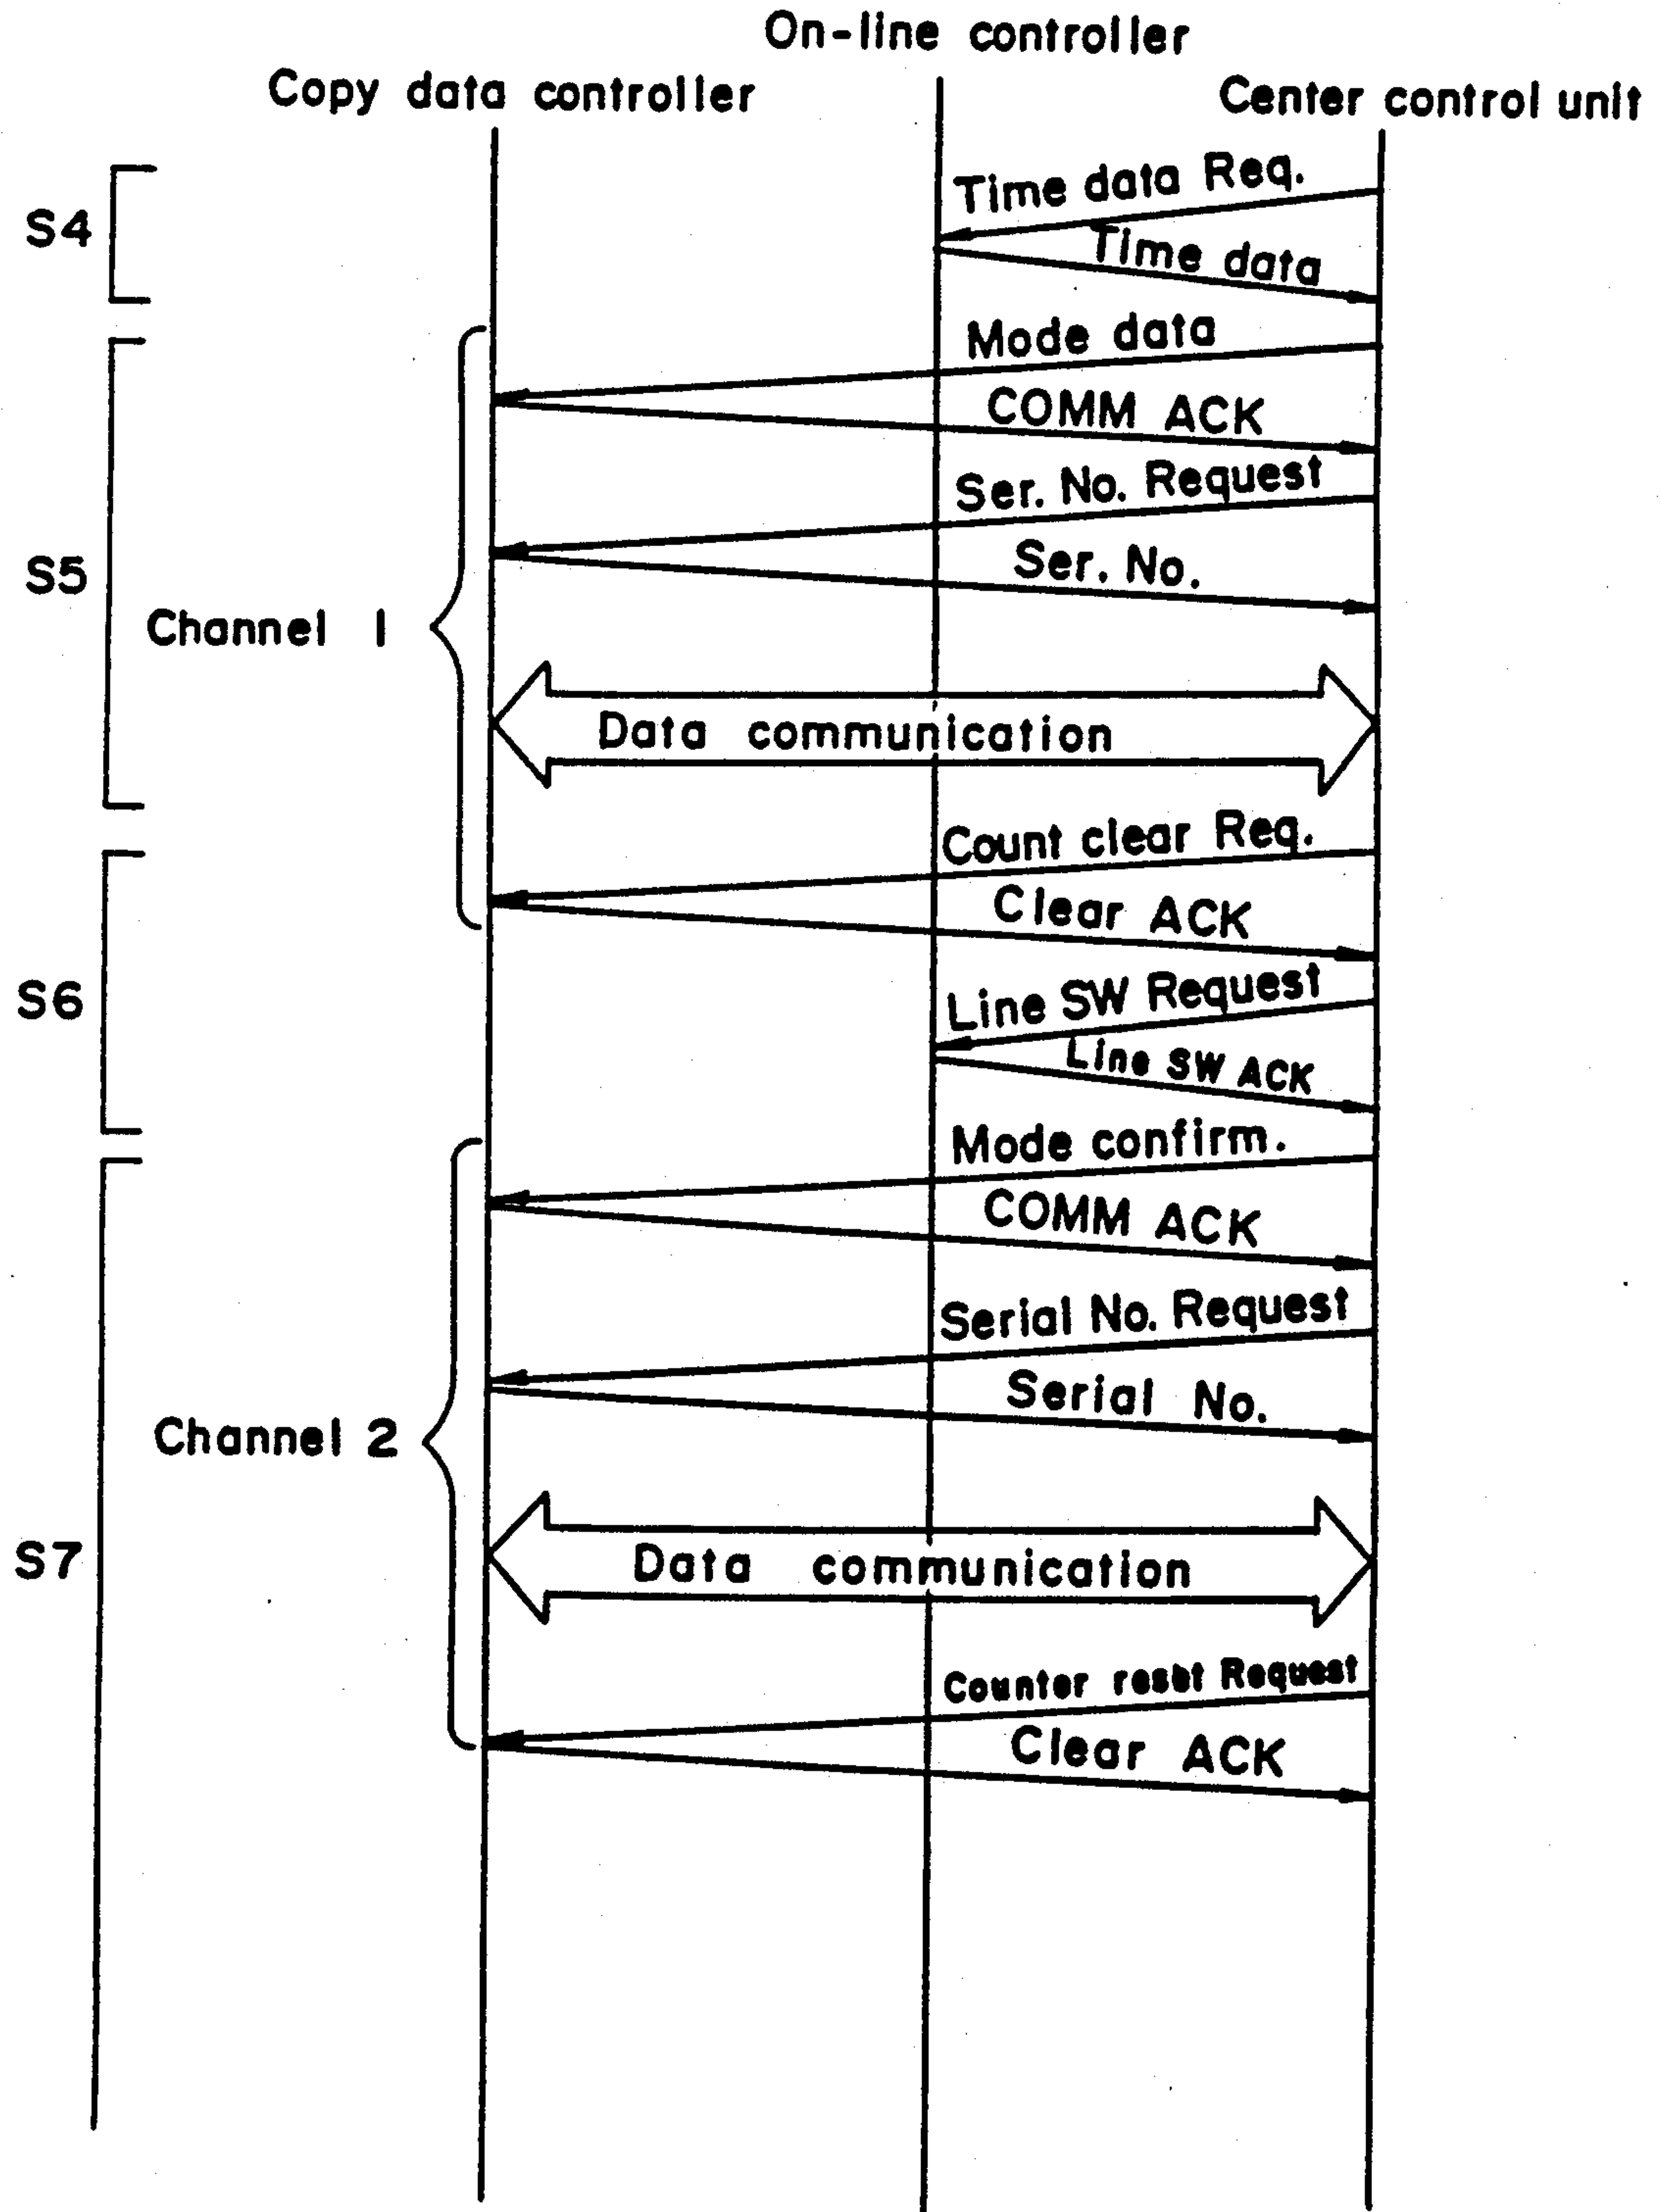 On-line controller
Copy data controller
Center control unit
Time data Req.
S4
Time data
Mode data
COMM ACK
Ser. No. Request
Ser. No.
S5
Channel 1
Data communication
Count clear Req.
Clear ACK
Line SW Request
S6
Line SW ACK
Mode confirm.
COMM ACK
Serial No. Request
Serial No.
Channel 2
S7
Data communication
Counter reset Request
Clear ACK